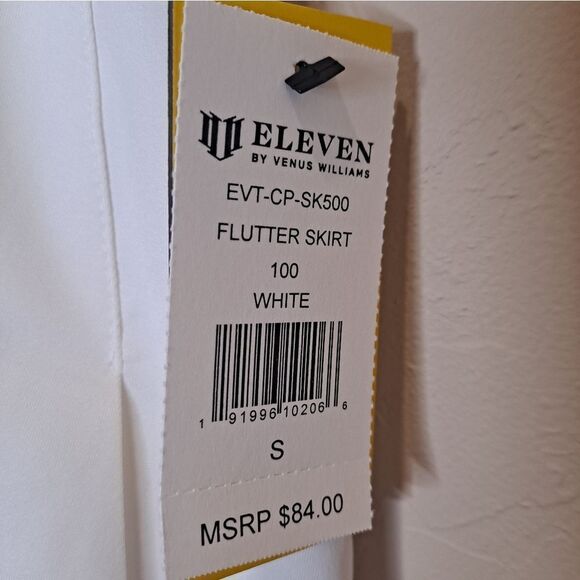 ELEVEN
BY VENUS WILLIAMS
EVT-CP-SK500
FLUTTER SKIRT
100
WHITE
1 91996 10206 6
S
MSRP $84.00